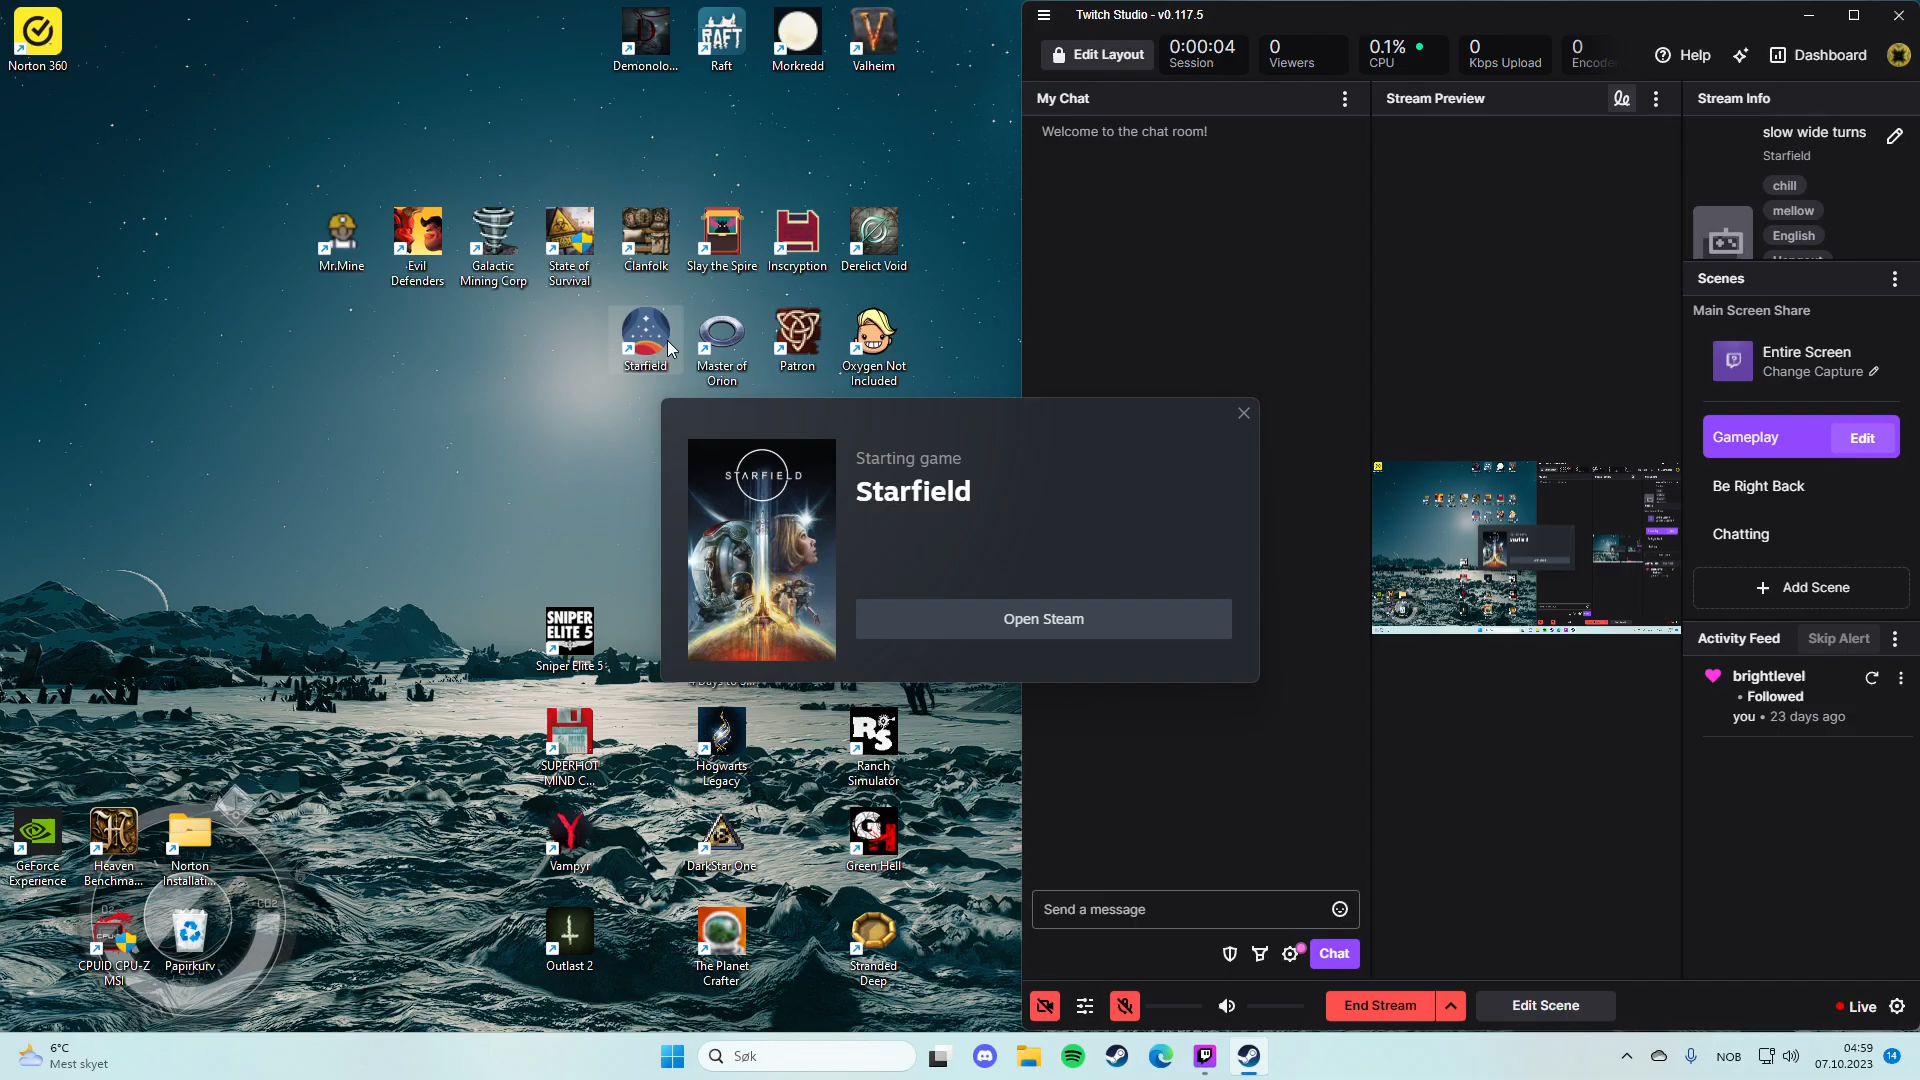 Norton 360
Demonolo...
Raft
Morkredd
Valheim
Mr.Mine
Evil
Defenders
Galactic
Mining Corp
State of
Survival
Clanfolk
Slay the Spire
Inscryption
Derelict Void
Starfield
Master of
Orion
Patron
Oxygen Not
Included
STARFIELD
Starting game
Starfield
Open Steam
SNIPER
ELITE 5
Sniper Elite 5
SUPERHOT
MIND C...
Hogwarts
Legacy
Ranch
Simulator
GeForce
Experience
Heaven
Benchma...
Norton
Installati...
Vampyr
DarkStar One
Green Hell
CPUID CPU-Z
MSI
Papirkurv
Outlast 2
The Planet
Crafter
Stranded
Deep
Twitch Studio - v0.117.5
Edit Layout
0:00:04
Session
0
Viewers
0.1%
CPU
0
Kbps Upload
0
Encode
Help
Dashboard
My Chat
Welcome to the chat room!
Send a message
Chat
Stream Preview
Stream Info
slow wide turns
Starfield
chill
mellow
English
Scenes
Main Screen Share
Entire Screen
Change Capture
Gameplay
Edit
Be Right Back
Chatting
+ Add Scene
Activity Feed
Skip Alert
brightlevel
• Followed
you • 23 days ago
End Stream
Edit Scene
Live
6°C
Mest skyet
Søk
NOB
04:59
07.10.2023
14